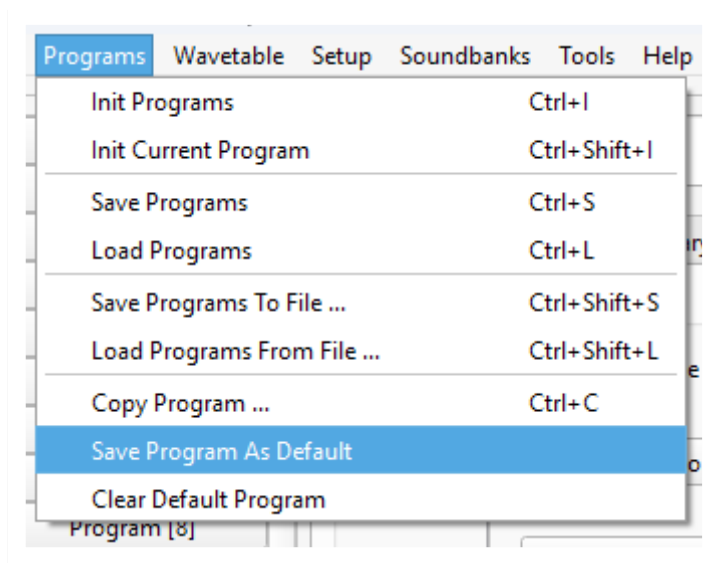 Programs Wavetable Setup Soundbanks Tools Help
Init Programs Ctrl+I
Init Current Program Ctrl+Shift+I
Save Programs Ctrl+S
Load Programs Ctrl+L
Save Programs To File ... Ctrl+Shift+S
Load Programs From File ... Ctrl+Shift+L
Copy Program ... Ctrl+C
Save Program As Default
Clear Default Program
Program [8]